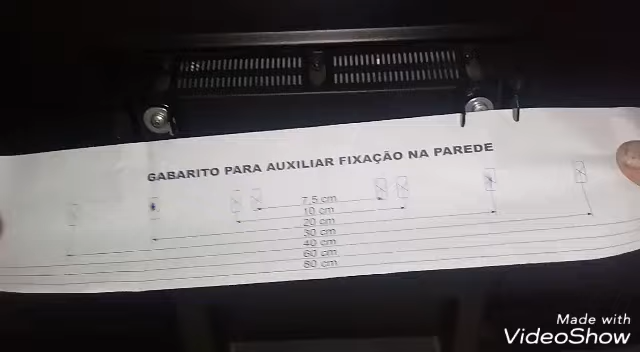 GABARITO PARA AUXILIAR FIXAÇÃO NA PAREDE
7,5 cm
10 cm
20 cm
30 cm
40 cm
60 cm
80 cm
Made with
VideoShow